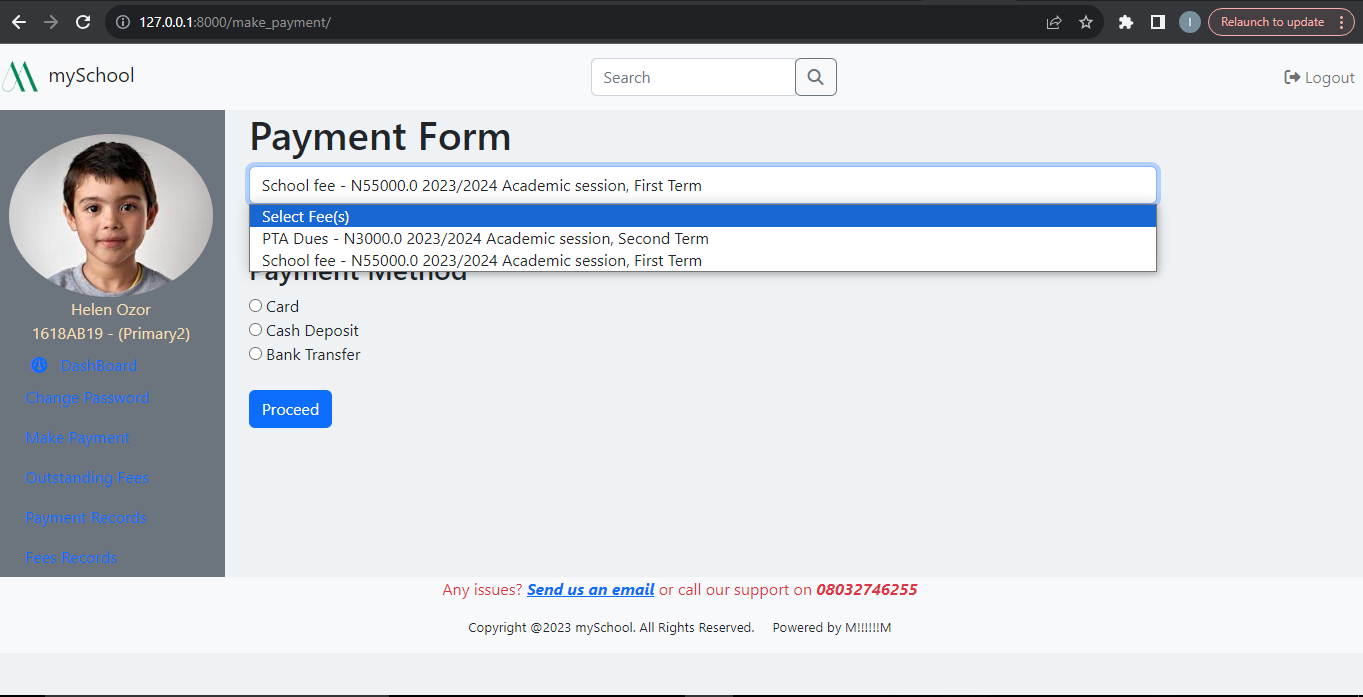 127.0.0.1:8000/make_payment/
Relaunch to update
I
mySchool
Search
Logout
Payment Form
School fee - N55000.0 2023/2024 Academic session, First Term
Select Fee(s)
PTA Dues - N3000.0 2023/2024 Academic session, Second Term
School fee - N55000.0 2023/2024 Academic session, First Term
Payment Method
Card
Cash Deposit
Bank Transfer
Proceed
Helen Ozor
1618AB19 - (Primary2)
DashBoard
Change Password
Make Payment
Outstanding Fees
Payment Records
Fees Records
Any issues? Send us an email or call our support on 08032746255
Copyright @2023 mySchool. All Rights Reserved. Powered by M!!!!!!M